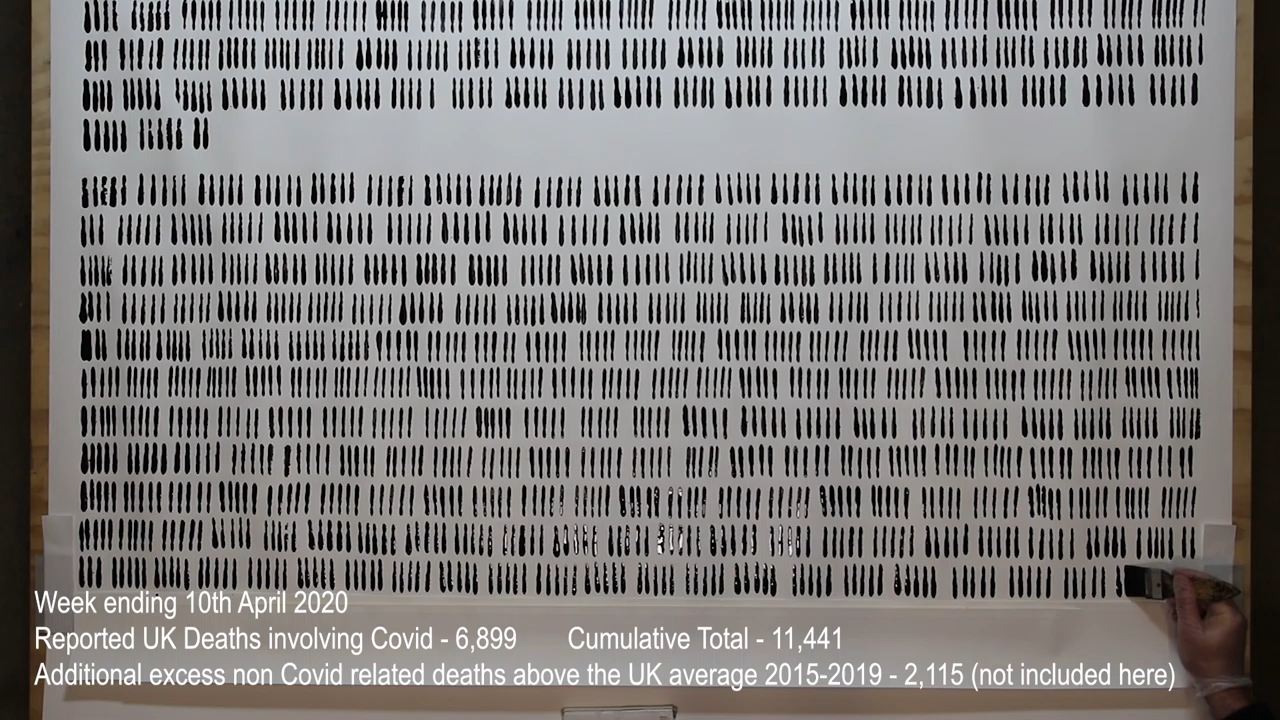 Week ending 10th April 2020
Reported UK Deaths involving Covid - 6,899 Cumulative Total - 11,441
Additional excess non Covid related deaths above the UK average 2015-2019 - 2,115 (not included here)